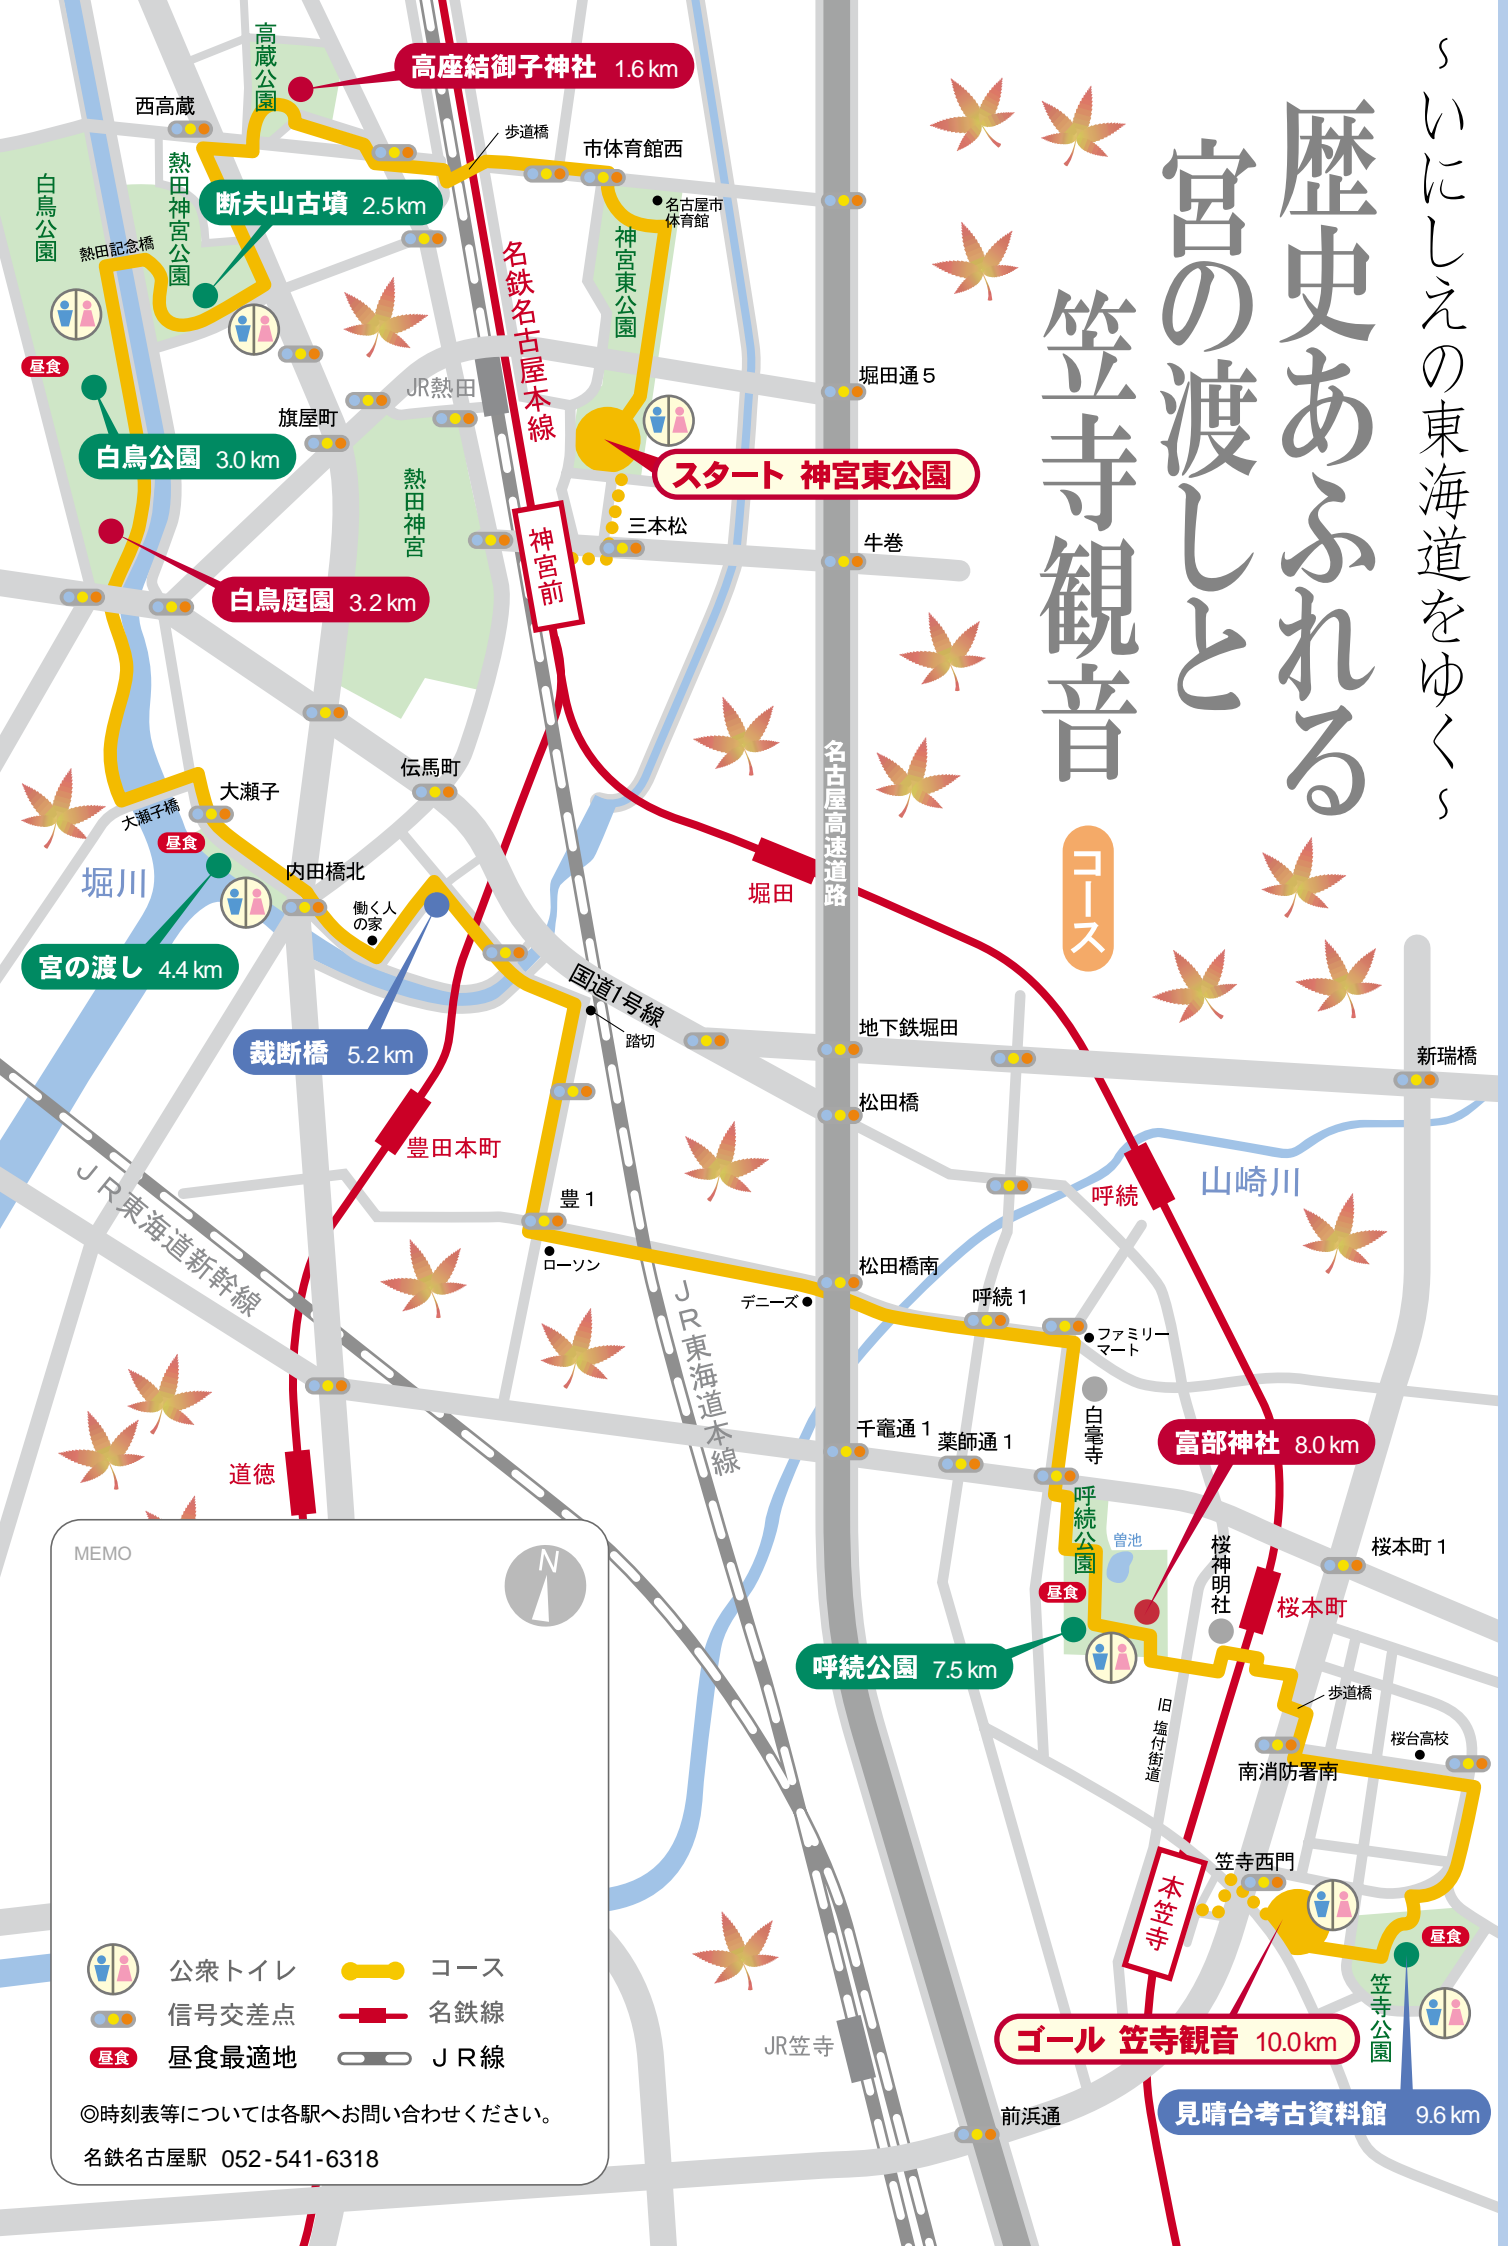 ～いにしえの東海道をゆく～
歴史あふれる
宮の渡しと
笠寺観音
コース
高蔵公園
高座結御子神社 1.6km
西高蔵
歩道橋
市体育館西
白鳥公園
熱田神宮公園
断夫山古墳 2.5km
名古屋市
体育館
熱田記念橋
名鉄名古屋本線
神宮東公園
昼食
JR熱田
堀田通5
旗屋町
白鳥公園 3.0km
スタート 神宮東公園
熱田神宮
三本松
牛巻
神宮前
白鳥庭園 3.2km
名古屋高速道路
伝馬町
大瀬子
大瀬子橋
昼食
堀川
内田橋北
働く人
の家
堀田
宮の渡し 4.4km
国道1号線
踏切
裁断橋 5.2km
地下鉄堀田
新瑞橋
松田橋
豊田本町
呼続
山崎川
JR東海道新幹線
豊1
ローソン
松田橋南
デニーズ
呼続1
ファミリー
マート
JR東海道本線
白毫寺
千竈通1
薬師通1
富部神社 8.0km
道徳
呼続公園
曽池
桜神明社
桜本町1
昼食
桜本町
呼続公園 7.5km
旧塩付街道
歩道橋
桜台高校
南消防署南
笠寺西門
本笠寺
昼食
笠寺公園
ゴール 笠寺観音 10.0km
JR笠寺
見晴台考古資料館 9.6km
前浜通
MEMO
N
公衆トイレ
コース
信号交差点
名鉄線
昼食
昼食最適地
JR線
◎時刻表等については各駅へお問い合わせください。
名鉄名古屋駅 052-541-6318